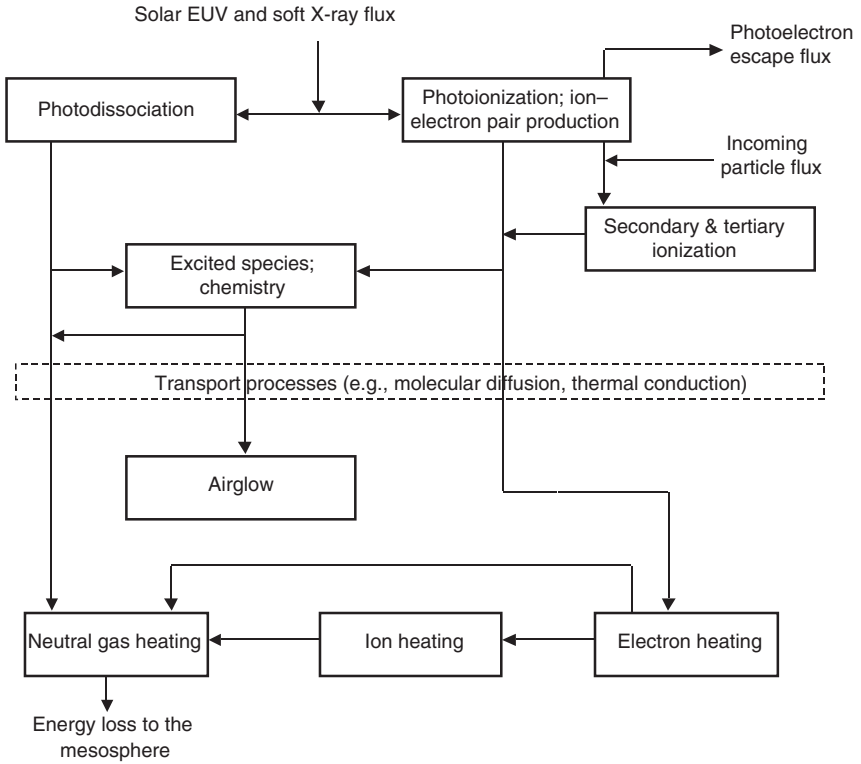 Solar EUV and soft X-ray flux
Photoelectron
escape flux
Photodissociation
Photoionization; ion–
electron pair production
Incoming
particle flux
Secondary & tertiary
ionization
Excited species;
chemistry
Transport processes (e.g., molecular diffusion, thermal conduction)
Airglow
Neutral gas heating
Ion heating
Electron heating
Energy loss to the
mesosphere